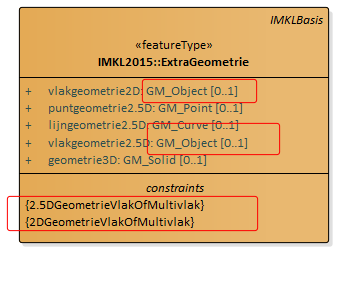 IMKLBasis
«featureType»
IMKL2015::ExtraGeometrie
+ vlakgeometrie2D: GM_Object [0..1]
+ puntgeometrie2.5D: GM_Point [0..1]
+ lijngeometrie2.5D: GM_Curve [0..1]
+ vlakgeometrie2.5D: GM_Object [0..1]
+ geometrie3D: GM_Solid [0..1]
constraints
{2.5DGeometrieVlakOfMultivlak}
{2DGeometrieVlakOfMultivlak}